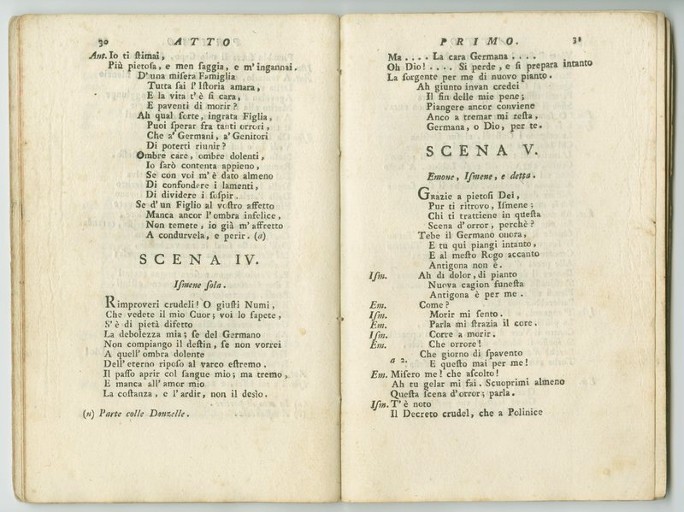 30 ATTO
Ant. Io ti ſtimai,
Più pietoſa, e men ſaggia, e m' ingannai.
D'una miſera Famiglia
Tutta ſai l' Iſtoria amara,
E la vita t' è sì cara,
E paventi di morir?
Ah qual ſorte, ingrata Figlia,
Puoi ſperar fra tanti orrori,
Che a' Germani, a' Genitori
Di poterti riunir?
Ombre care, ombre dolenti,
Io ſarò contenta appieno,
Se con voi m' è dato almeno
Di confondere i lamenti,
Di dividere i ſoſpir.
Se d' un Figlio al voſtro affetto
Manca ancor l'ombra infelice,
Non temete, io già m' affretto
A condurvela, e perir. (a)
SCENA IV.
Iſmene ſola.
Rimproveri crudeli! O giuſti Numi,
Che vedete il mio Cuor; voi lo ſapete,
S' è di pietà difetto
La debolezza mia; ſe del Germano
Non compiango il deſtin, ſe non vorrei
A quell' ombra dolente
Dell' eterno ripoſo al varco eſtremo.
Il paſſo aprir col ſangue mio; ma tremo,
E manca all' amor mio
La coſtanza, e l' ardir, non il deſìo.
(a) Parte colle Donzelle.
PRIMO. 31
Ma .... La cara Germana ....
Oh Dio! .... Si perde, e ſi prepara intanto
La ſorgente per me di nuovo pianto.
Ah giunto invan credei
Il fin delle mie pene;
Piangere ancor conviene
Anco a tremar mi reſta,
Germana, o Dio, per te.
SCENA V.
Emone, Iſmene, e detta.
Grazie a pietoſi Dei,
Pur ti ritrovo, Iſmene:
Chi ti trattiene in queſta
Scena d'orror, perchè?
Tebe il Germano onora,
E tu quì piangi intanto,
E al meſto Rogo accanto
Antigona non è.
Iſm. Ah di dolor, di pianto
Nuova cagion funeſta
Antigona è per me.
Em. Come?
Iſm. Morir mi ſento.
Em. Parla mi ſtrazia il core.
Iſm. Corre a morir.
Em. Che orrore!
Che giorno di ſpavento
a 2. E queſto mai per me!
Em. Miſero me! che aſcolto!
Ah tu gelar mi fai. Scuoprimi almeno
Queſta ſcena d'orror; parla.
Iſm. T' è noto
Il Decreto crudel, che a Polinice